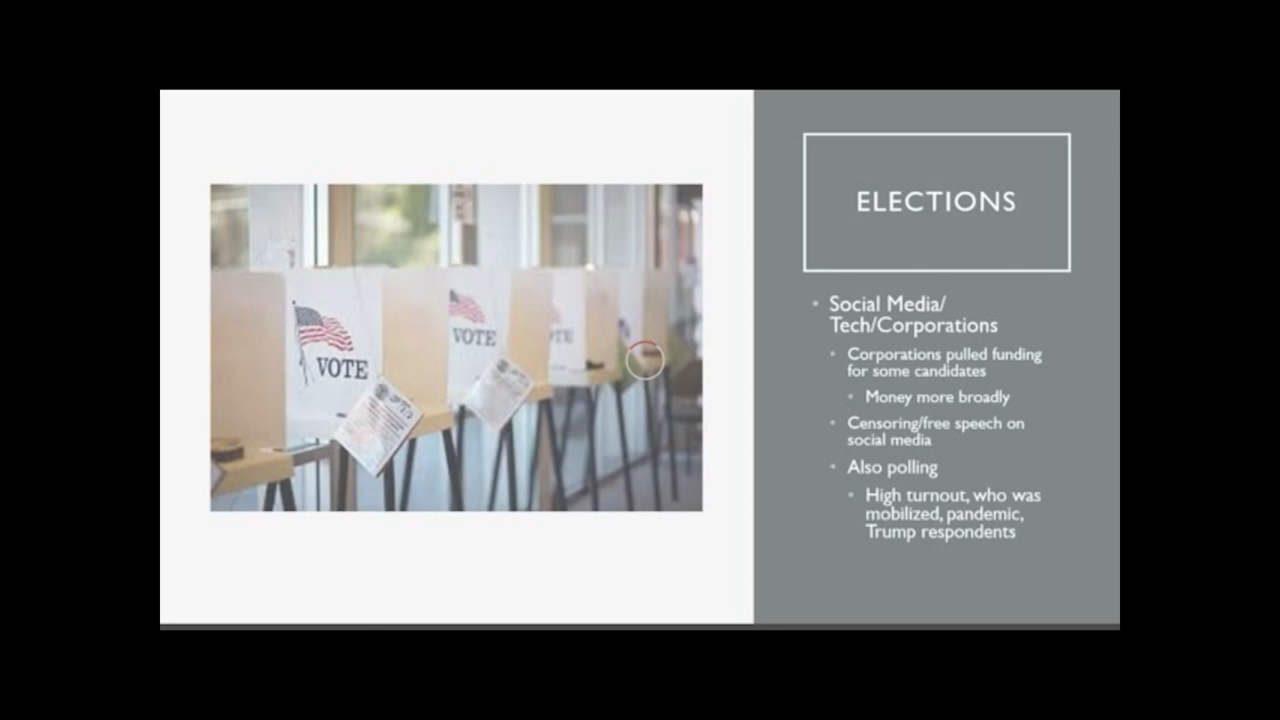 VOTE
VOTE
VOTE
ELECTIONS
Social Media/
Tech/Corporations
Corporations pulled funding
for some candidates
Money more broadly
Censoring/free speech on
social media
Also polling
High turnout, who was
mobilized, pandemic,
Trump respondents